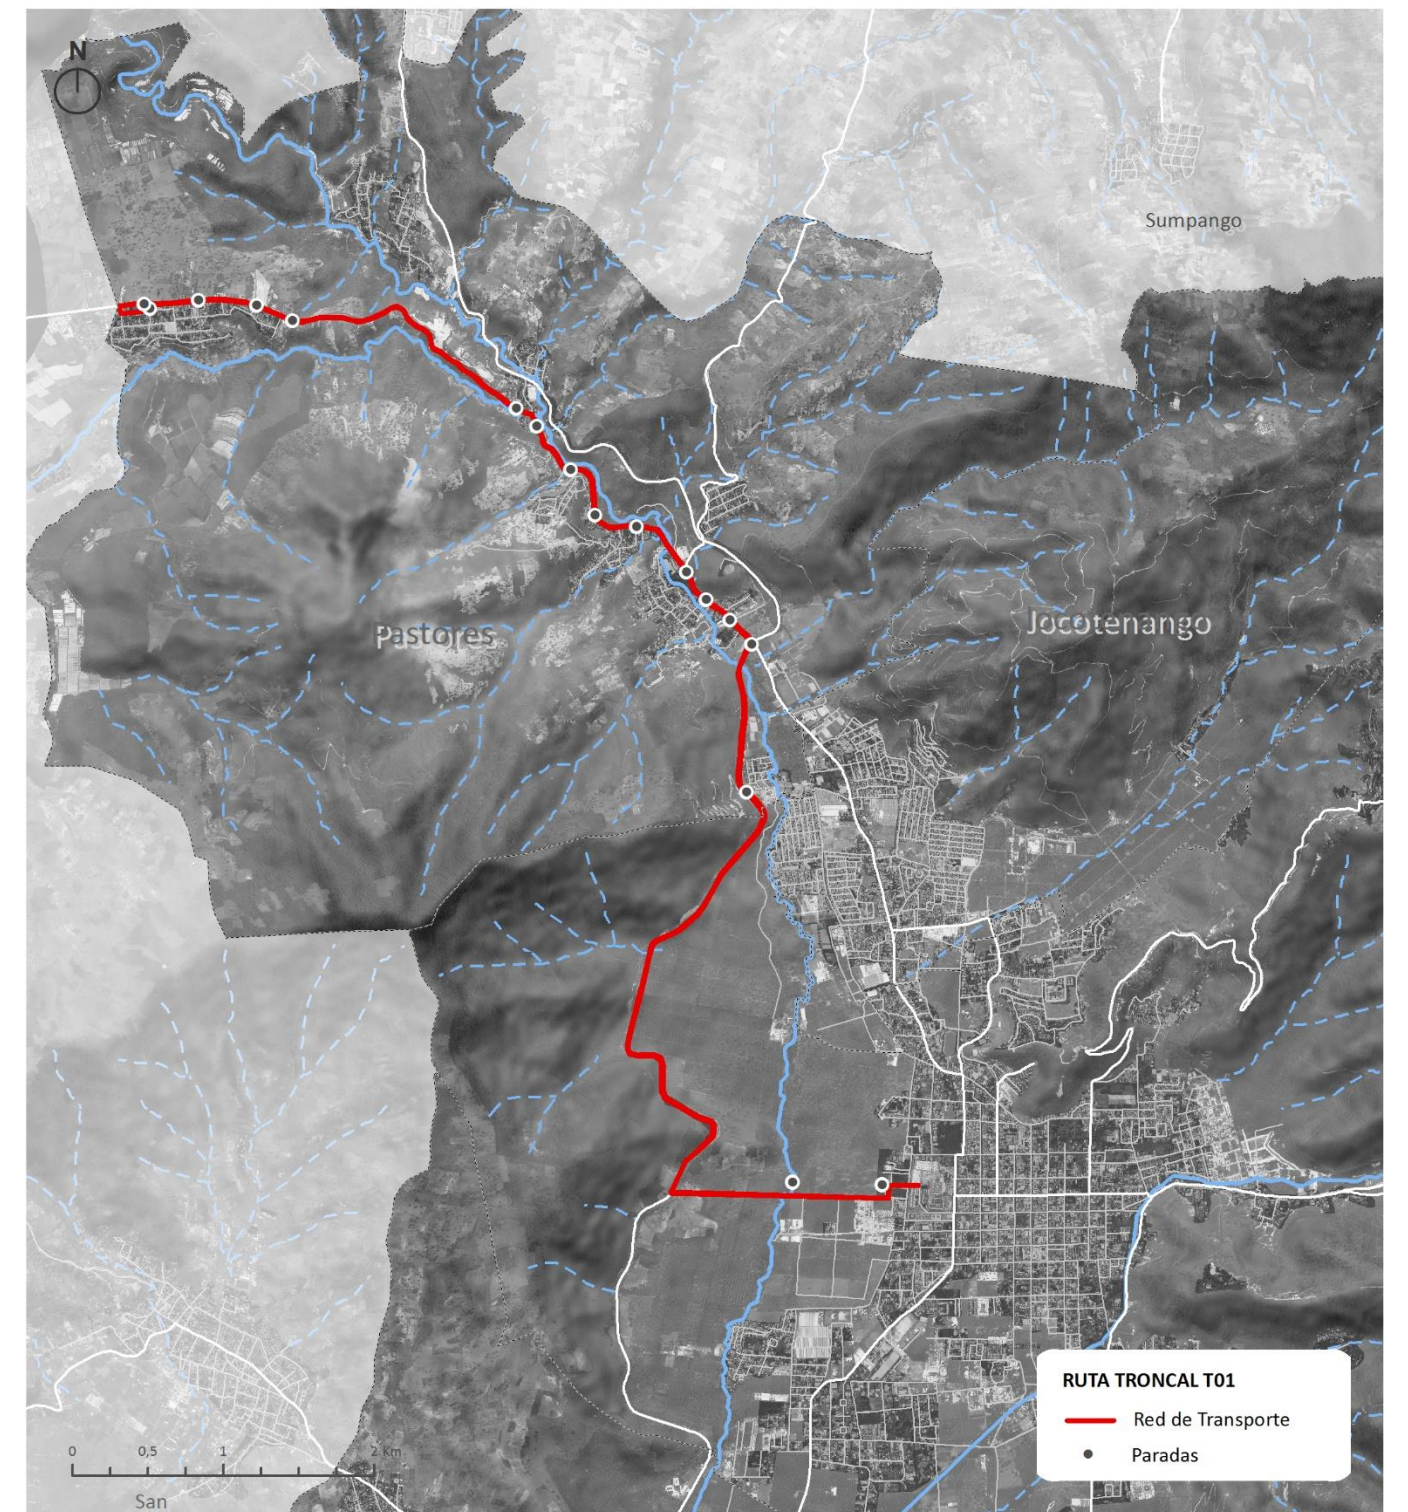 N
Sumpango
Pastores
Jocotenango
RUTA TRONCAL T01
Red de Transporte
Paradas
0 0,5 1 2 Km
San